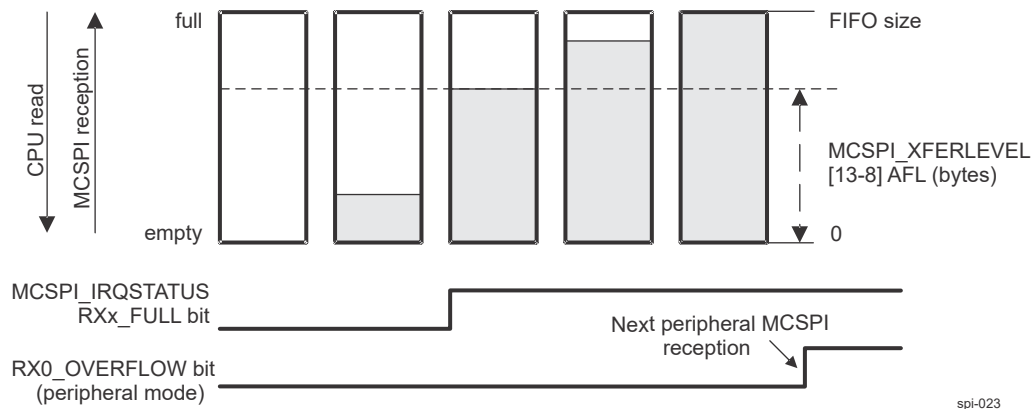 CPU read
MCSPI reception
full
FIFO size
MCSPI_XFERLEVEL
[13-8] AFL (bytes)
empty
0
MCSPI_IRQSTATUS
RXx_FULL bit
Next peripheral MCSPI
reception
RX0_OVERFLOW bit
(peripheral mode)
spi-023